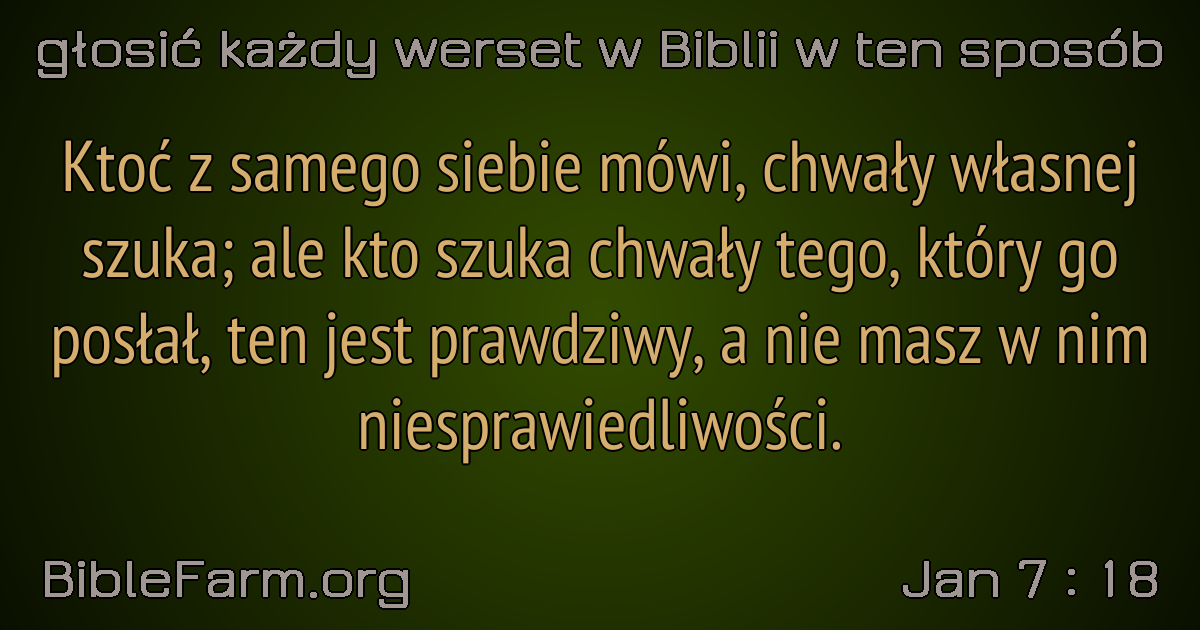 głosić każdy werset w Biblii w ten sposób
Ktoć z samego siebie mówi, chwały własnej
szuka; ale kto szuka chwały tego, który go
posłał, ten jest prawdziwy, a nie masz w nim
niesprawiedliwości.
BibleFarm.org
Jan 7 : 18